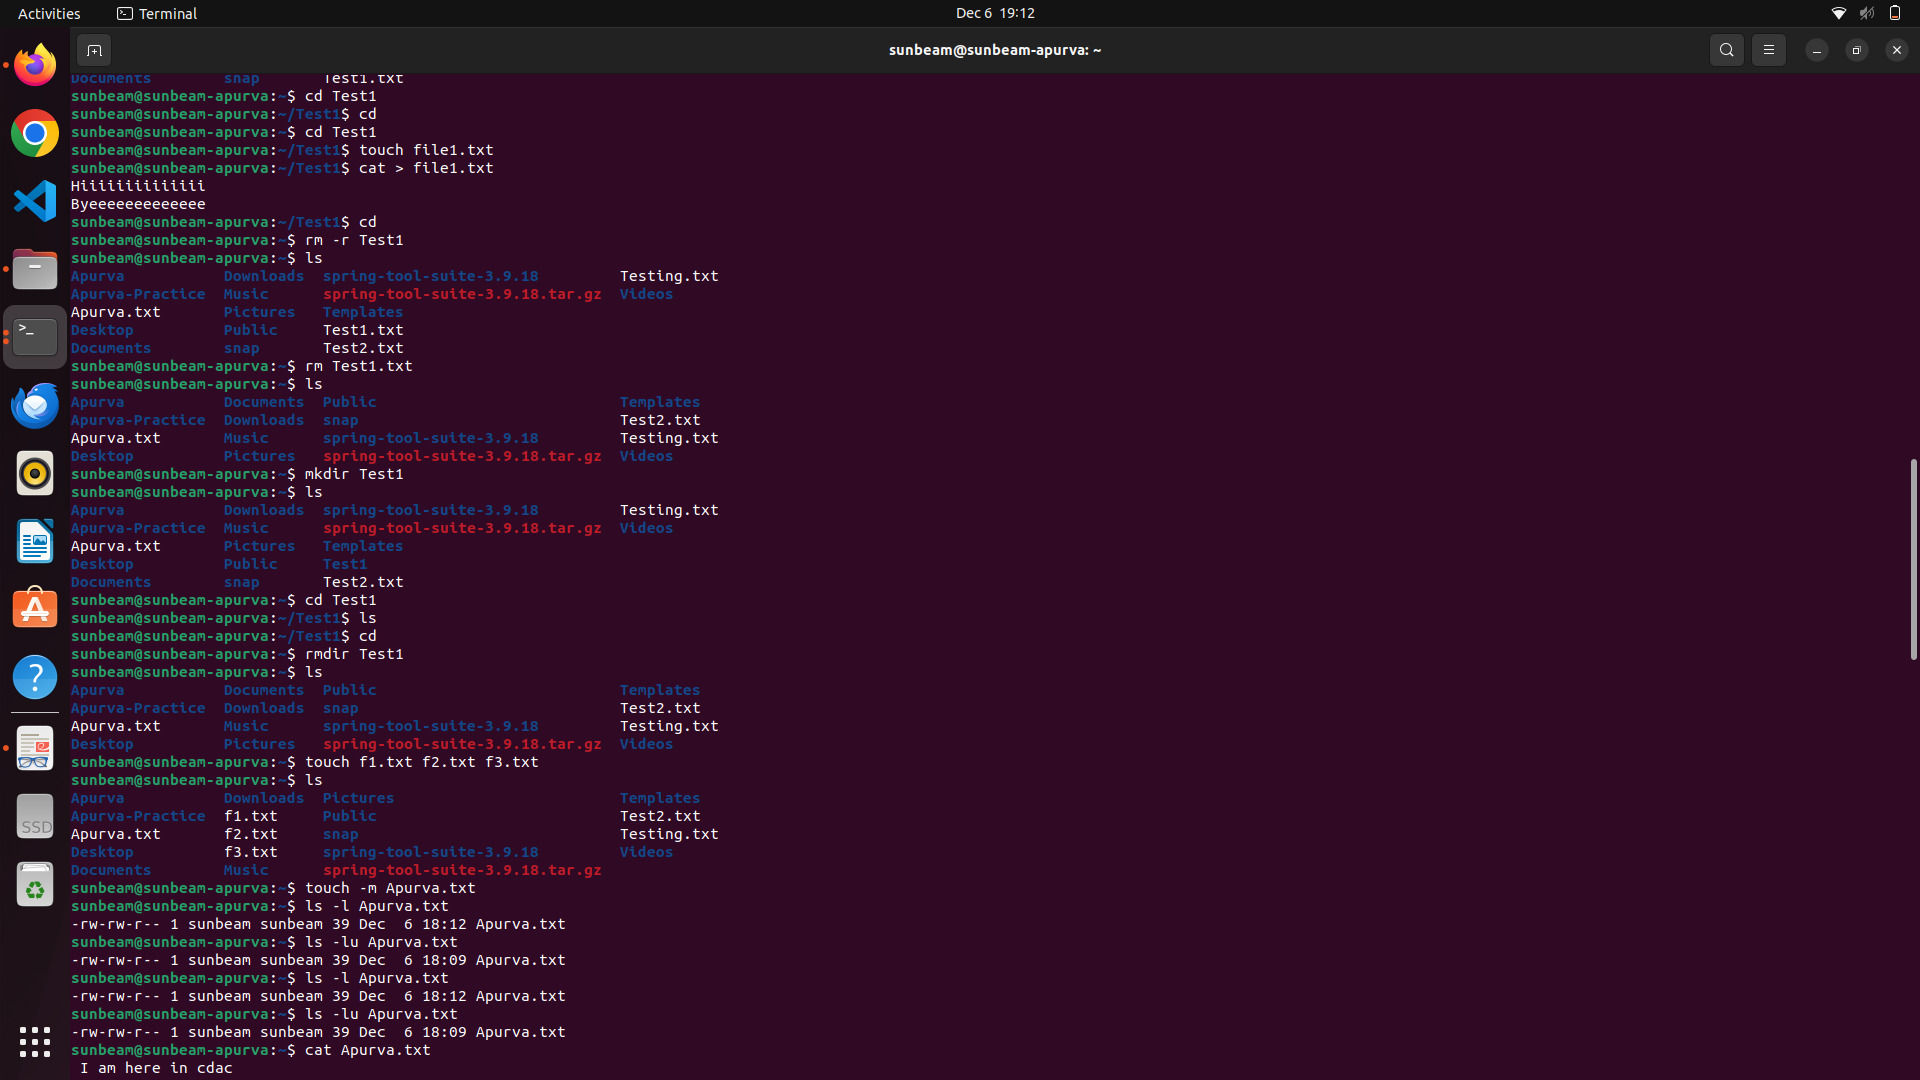 Activities Terminal Dec 6 19:12
sunbeam@sunbeam-apurva: ~
Documents snap Test1.txt
sunbeam@sunbeam-apurva:~$ cd Test1
sunbeam@sunbeam-apurva:~/Test1$ cd
sunbeam@sunbeam-apurva:~$ cd Test1
sunbeam@sunbeam-apurva:~/Test1$ touch file1.txt
sunbeam@sunbeam-apurva:~/Test1$ cat > file1.txt
Hiiiiiiiiiiiiii
Byeeeeeeeeeeeee
sunbeam@sunbeam-apurva:~/Test1$ cd
sunbeam@sunbeam-apurva:~$ rm -r Test1
sunbeam@sunbeam-apurva:~$ ls
Apurva Downloads spring-tool-suite-3.9.18 Testing.txt
Apurva-Practice Music spring-tool-suite-3.9.18.tar.gz Videos
Apurva.txt Pictures Templates
Desktop Public Test1.txt
Documents snap Test2.txt
sunbeam@sunbeam-apurva:~$ rm Test1.txt
sunbeam@sunbeam-apurva:~$ ls
Apurva Documents Public Templates
Apurva-Practice Downloads snap Test2.txt
Apurva.txt Music spring-tool-suite-3.9.18 Testing.txt
Desktop Pictures spring-tool-suite-3.9.18.tar.gz Videos
sunbeam@sunbeam-apurva:~$ mkdir Test1
sunbeam@sunbeam-apurva:~$ ls
Apurva Downloads spring-tool-suite-3.9.18 Testing.txt
Apurva-Practice Music spring-tool-suite-3.9.18.tar.gz Videos
Apurva.txt Pictures Templates
Desktop Public Test1
Documents snap Test2.txt
sunbeam@sunbeam-apurva:~$ cd Test1
sunbeam@sunbeam-apurva:~/Test1$ ls
sunbeam@sunbeam-apurva:~/Test1$ cd
sunbeam@sunbeam-apurva:~$ rmdir Test1
sunbeam@sunbeam-apurva:~$ ls
Apurva Documents Public Templates
Apurva-Practice Downloads snap Test2.txt
Apurva.txt Music spring-tool-suite-3.9.18 Testing.txt
Desktop Pictures spring-tool-suite-3.9.18.tar.gz Videos
sunbeam@sunbeam-apurva:~$ touch f1.txt f2.txt f3.txt
sunbeam@sunbeam-apurva:~$ ls
Apurva Downloads Pictures Templates
Apurva-Practice f1.txt Public Test2.txt
Apurva.txt f2.txt snap Testing.txt
Desktop f3.txt spring-tool-suite-3.9.18 Videos
Documents Music spring-tool-suite-3.9.18.tar.gz
sunbeam@sunbeam-apurva:~$ touch -m Apurva.txt
sunbeam@sunbeam-apurva:~$ ls -l Apurva.txt
-rw-rw-r-- 1 sunbeam sunbeam 39 Dec  6 18:12 Apurva.txt
sunbeam@sunbeam-apurva:~$ ls -lu Apurva.txt
-rw-rw-r-- 1 sunbeam sunbeam 39 Dec  6 18:09 Apurva.txt
sunbeam@sunbeam-apurva:~$ ls -l Apurva.txt
-rw-rw-r-- 1 sunbeam sunbeam 39 Dec  6 18:12 Apurva.txt
sunbeam@sunbeam-apurva:~$ ls -lu Apurva.txt
-rw-rw-r-- 1 sunbeam sunbeam 39 Dec  6 18:09 Apurva.txt
sunbeam@sunbeam-apurva:~$ cat Apurva.txt
I am here in cdac
SSD